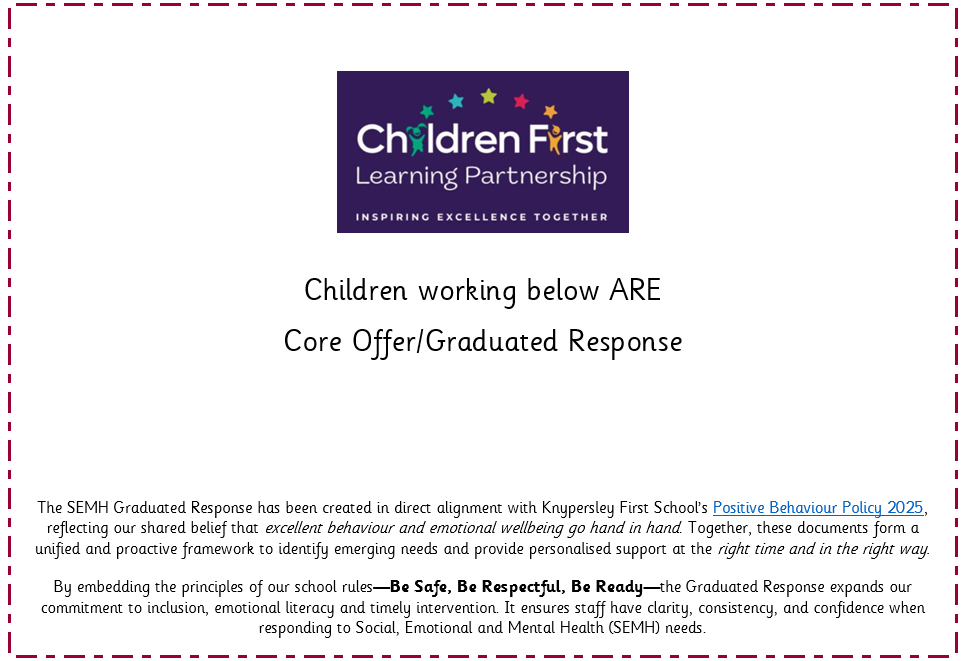 Children First
Learning Partnership
INSPIRING EXCELLENCE TOGETHER
Children working below ARE
Core Offer/Graduated Response
The SEMH Graduated Response has been created in direct alignment with Knypersley First School's Positive Behaviour Policy 2025,
reflecting our shared belief that excellent behaviour and emotional wellbeing go hand in hand. Together, these documents form a
unified and proactive framework to identify emerging needs and provide personalised support at the right time and in the right way.
By embedding the principles of our school rules—Be Safe, Be Respectful, Be Ready—the Graduated Response expands our
commitment to inclusion, emotional literacy and timely intervention. It ensures staff have clarity, consistency, and confidence when
responding to Social, Emotional and Mental Health (SEMH) needs.